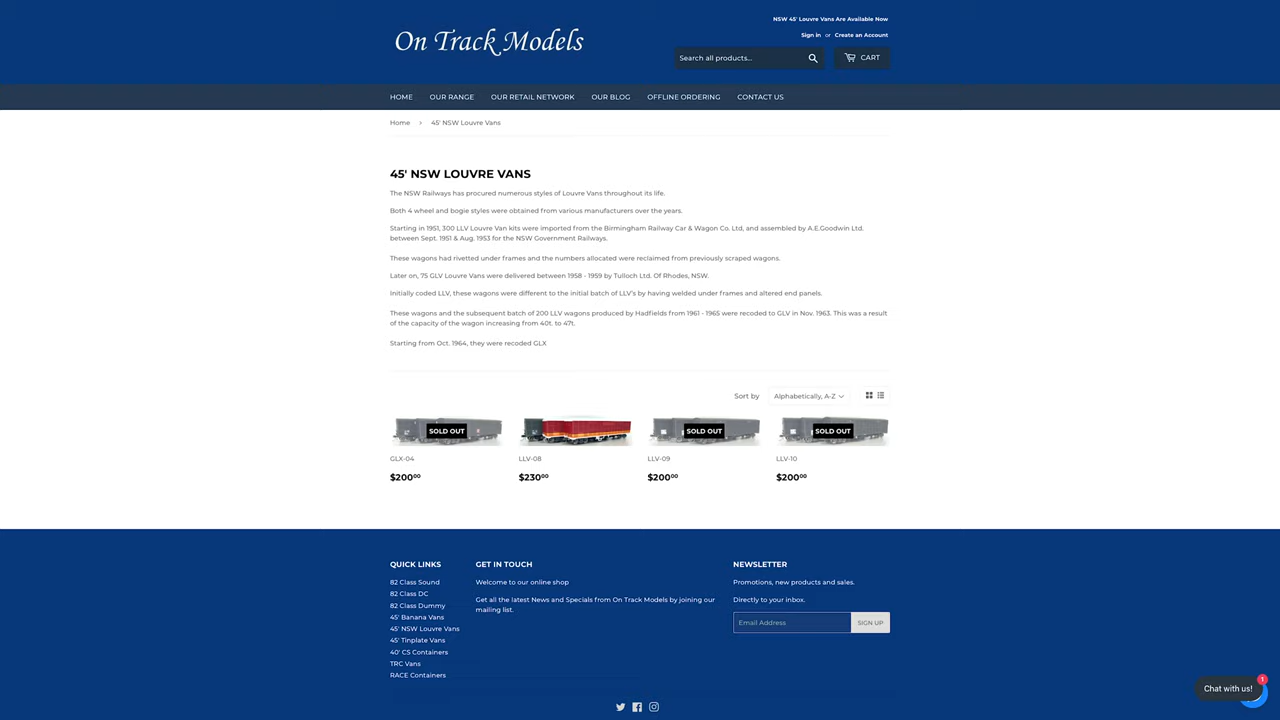 NSW 45' Louvre Vans Are Available Now
On Track Models
Sign in or Create an Account
Search all products...
CART
HOME OUR RANGE OUR RETAIL NETWORK OUR BLOG OFFLINE ORDERING CONTACT US
Home › 45' NSW Louvre Vans
45' NSW LOUVRE VANS
The NSW Railways has procured numerous styles of Louvre Vans throughout its life.
Both 4 wheel and bogie styles were obtained from various manufacturers over the years.
Starting in 1951, 300 LLV Louvre Van kits were imported from the Birmingham Railway Car & Wagon Co. Ltd, and assembled by A.E.Goodwin Ltd.
between Sept. 1951 & Aug. 1953 for the NSW Government Railways.
These wagons had rivetted under frames and the numbers allocated were reclaimed from previously scraped wagons.
Later on, 75 GLV Louvre Vans were delivered between 1958 - 1959 by Tulloch Ltd. Of Rhodes, NSW.
Initially coded LLV, these wagons were different to the initial batch of LLV's by having welded under frames and altered end panels.
These wagons and the subsequent batch of 200 LLV wagons produced by Hadfields from 1961 - 1965 were recoded to GLV in Nov. 1963. This was a result
of the capacity of the wagon increasing from 40t. to 47t.
Starting from Oct. 1964, they were recoded GLX
Sort by Alphabetically, A-Z
SOLD OUT SOLD OUT SOLD OUT
GLX-04 LLV-08 LLV-09 LLV-10
$200.00 $230.00 $200.00 $200.00
QUICK LINKS
82 Class Sound
82 Class DC
82 Class Dummy
45' Banana Vans
45' NSW Louvre Vans
45' Tinplate Vans
40' CS Containers
TRC Vans
RACE Containers
GET IN TOUCH
Welcome to our online shop
Get all the latest News and Specials from On Track Models by joining our
mailing list.
NEWSLETTER
Promotions, new products and sales.
Directly to your inbox.
Email Address
SIGN UP
Chat with us!
1